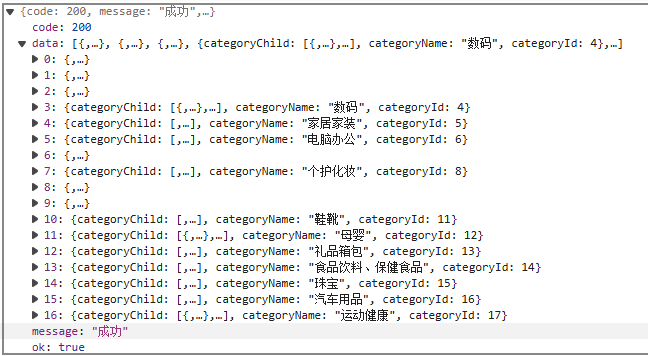 {code: 200, message: "成功",…}
code: 200
data: [{,…}, {,…}, {,…}, {categoryChild: [{,…},…], categoryName: "数码", categoryId: 4},…]
0: {,…}
1: {,…}
2: {,…}
3: {categoryChild: [{,…},…], categoryName: "数码", categoryId: 4}
4: {categoryChild: [,…], categoryName: "家居家装", categoryId: 5}
5: {categoryChild: [,…], categoryName: "电脑办公", categoryId: 6}
6: {,…}
7: {categoryChild: [,…], categoryName: "个护化妆", categoryId: 8}
8: {,…}
9: {,…}
10: {categoryChild: [,…], categoryName: "鞋靴", categoryId: 11}
11: {categoryChild: [{,…},…], categoryName: "母婴", categoryId: 12}
12: {categoryChild: [,…], categoryName: "礼品箱包", categoryId: 13}
13: {categoryChild: [,…], categoryName: "食品饮料、保健食品", categoryId: 14}
14: {categoryChild: [,…], categoryName: "珠宝", categoryId: 15}
15: {categoryChild: [,…], categoryName: "汽车用品", categoryId: 16}
16: {categoryChild: [{,…},…], categoryName: "运动健康", categoryId: 17}
message: "成功"
ok: true